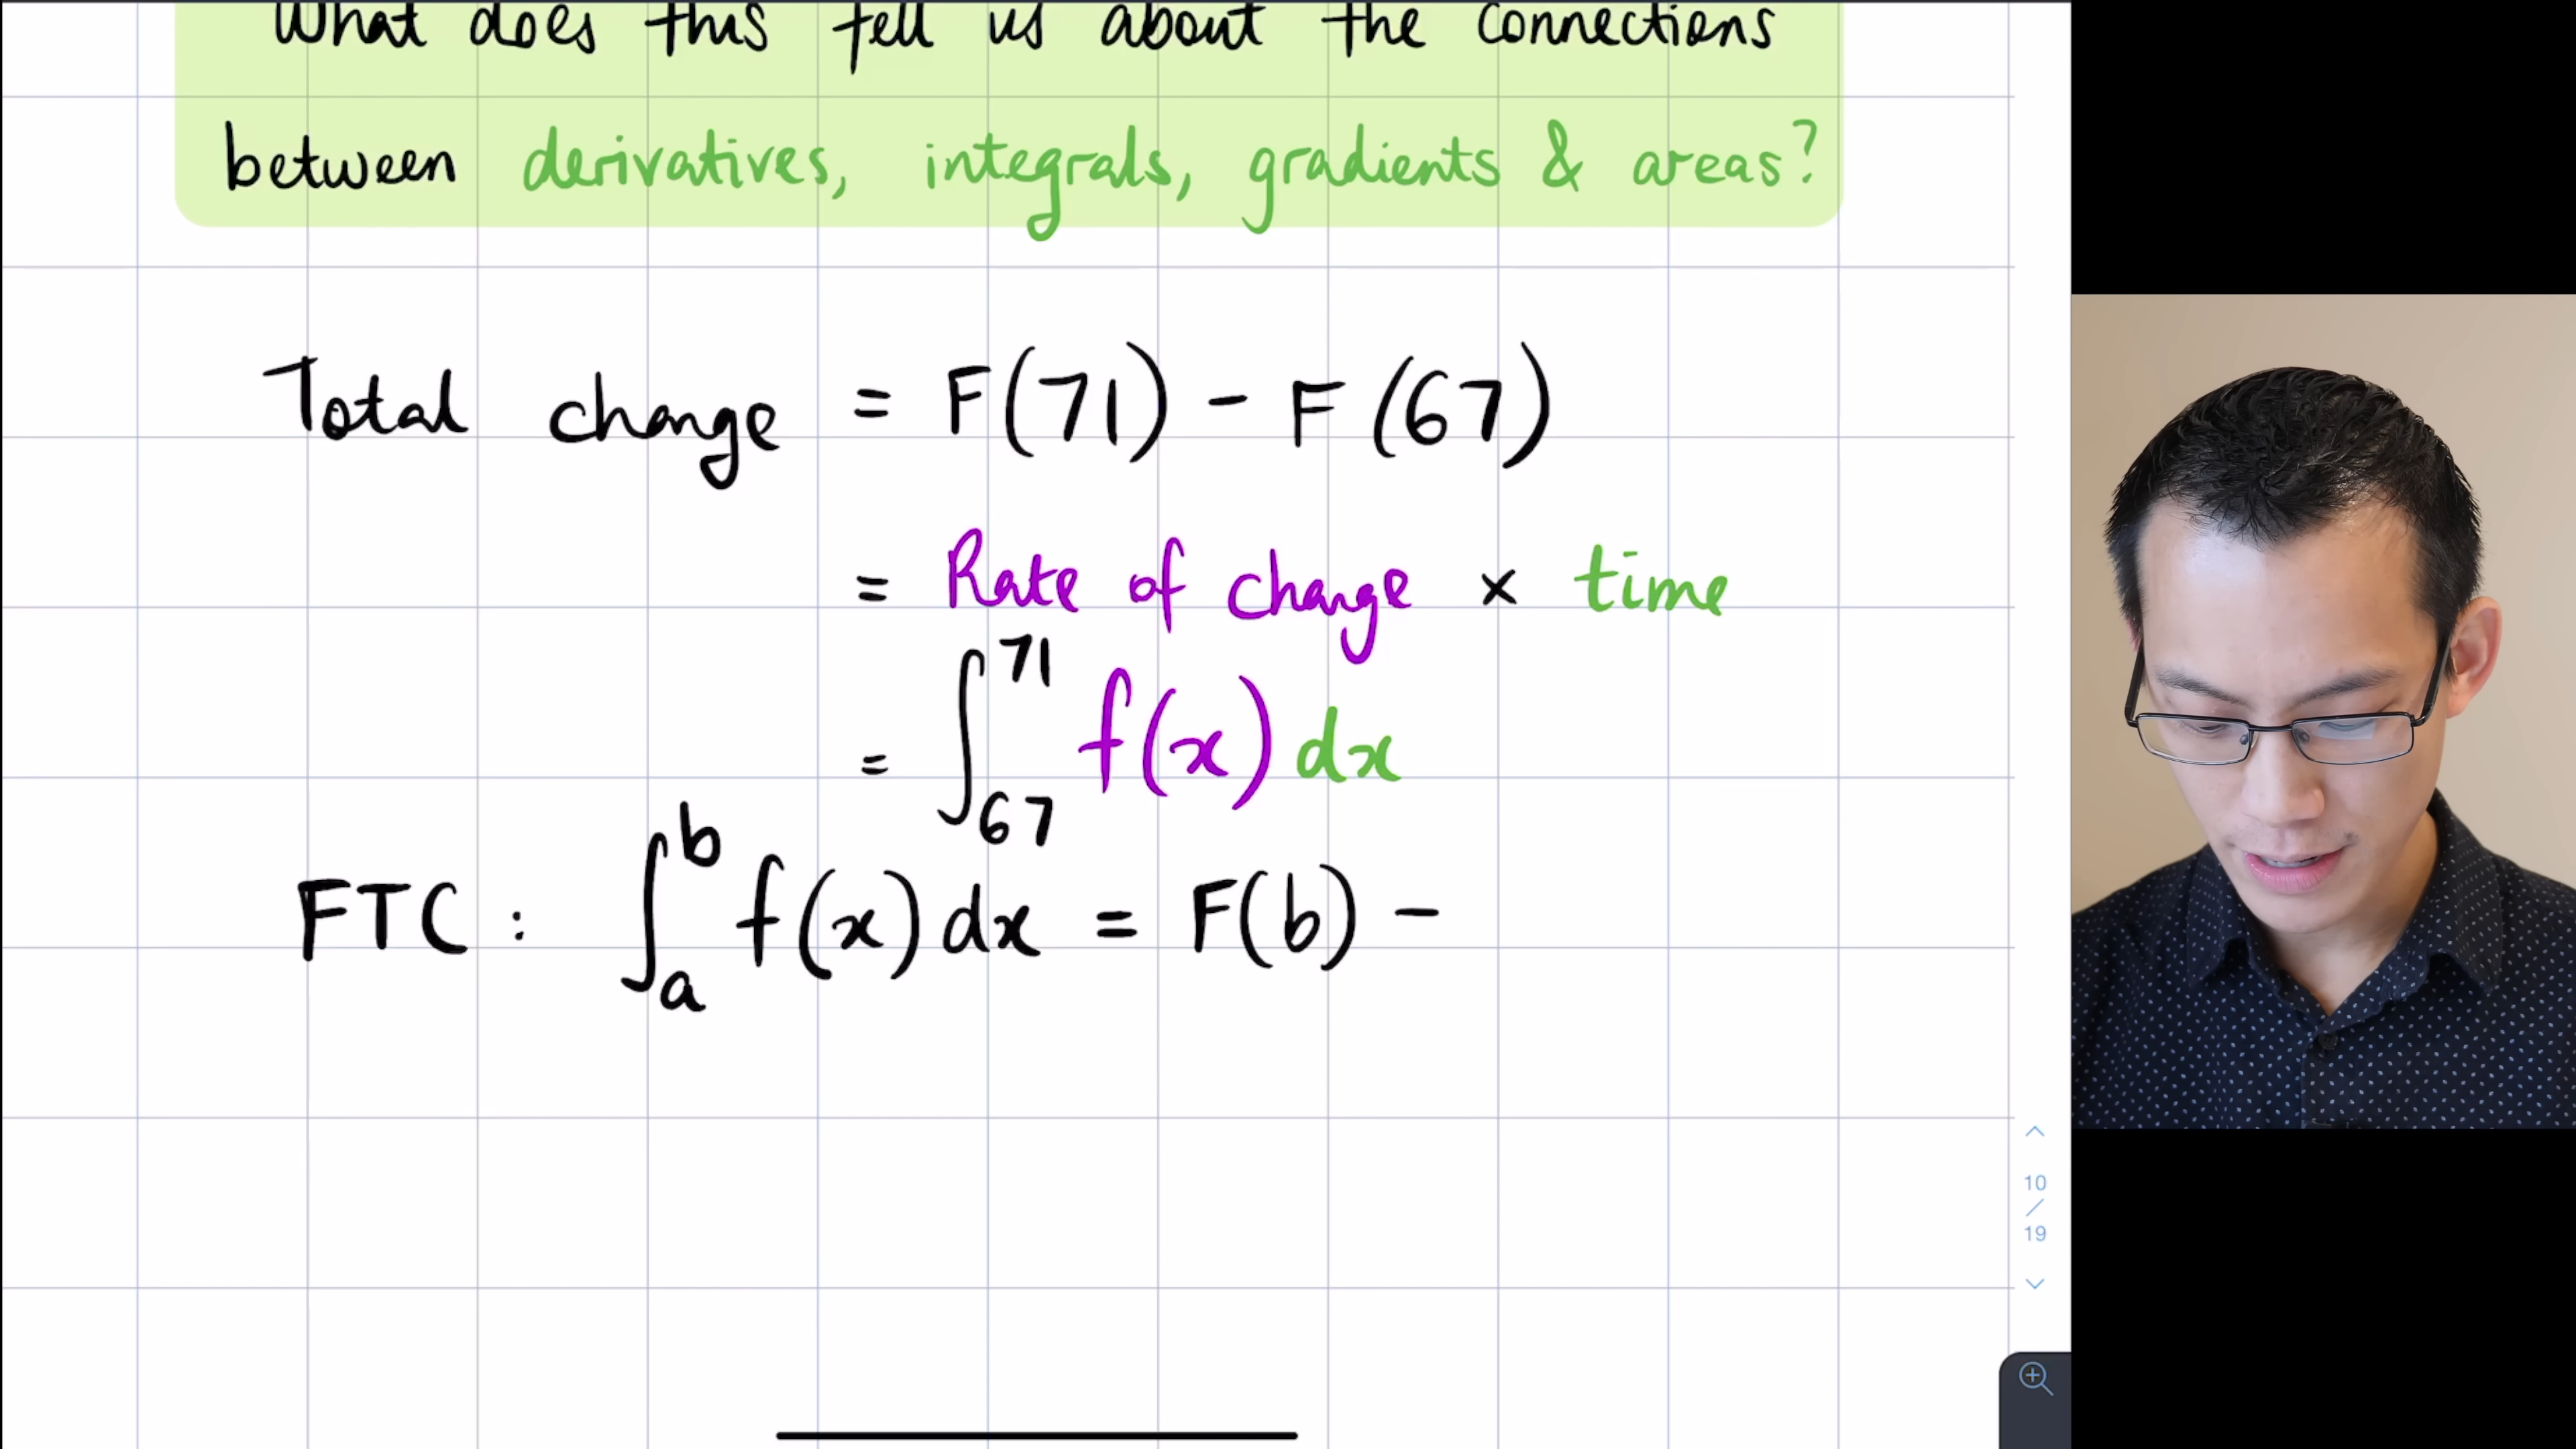 What does this tell us about the connections
between derivatives, integrals, gradients & areas?
Total change = F(71) - F(67)
= Rate of change × time
= ∫₆₇⁷¹ f(x) dx
FTC : ∫ₐᵇ f(x) dx = F(b) -
10
/
19